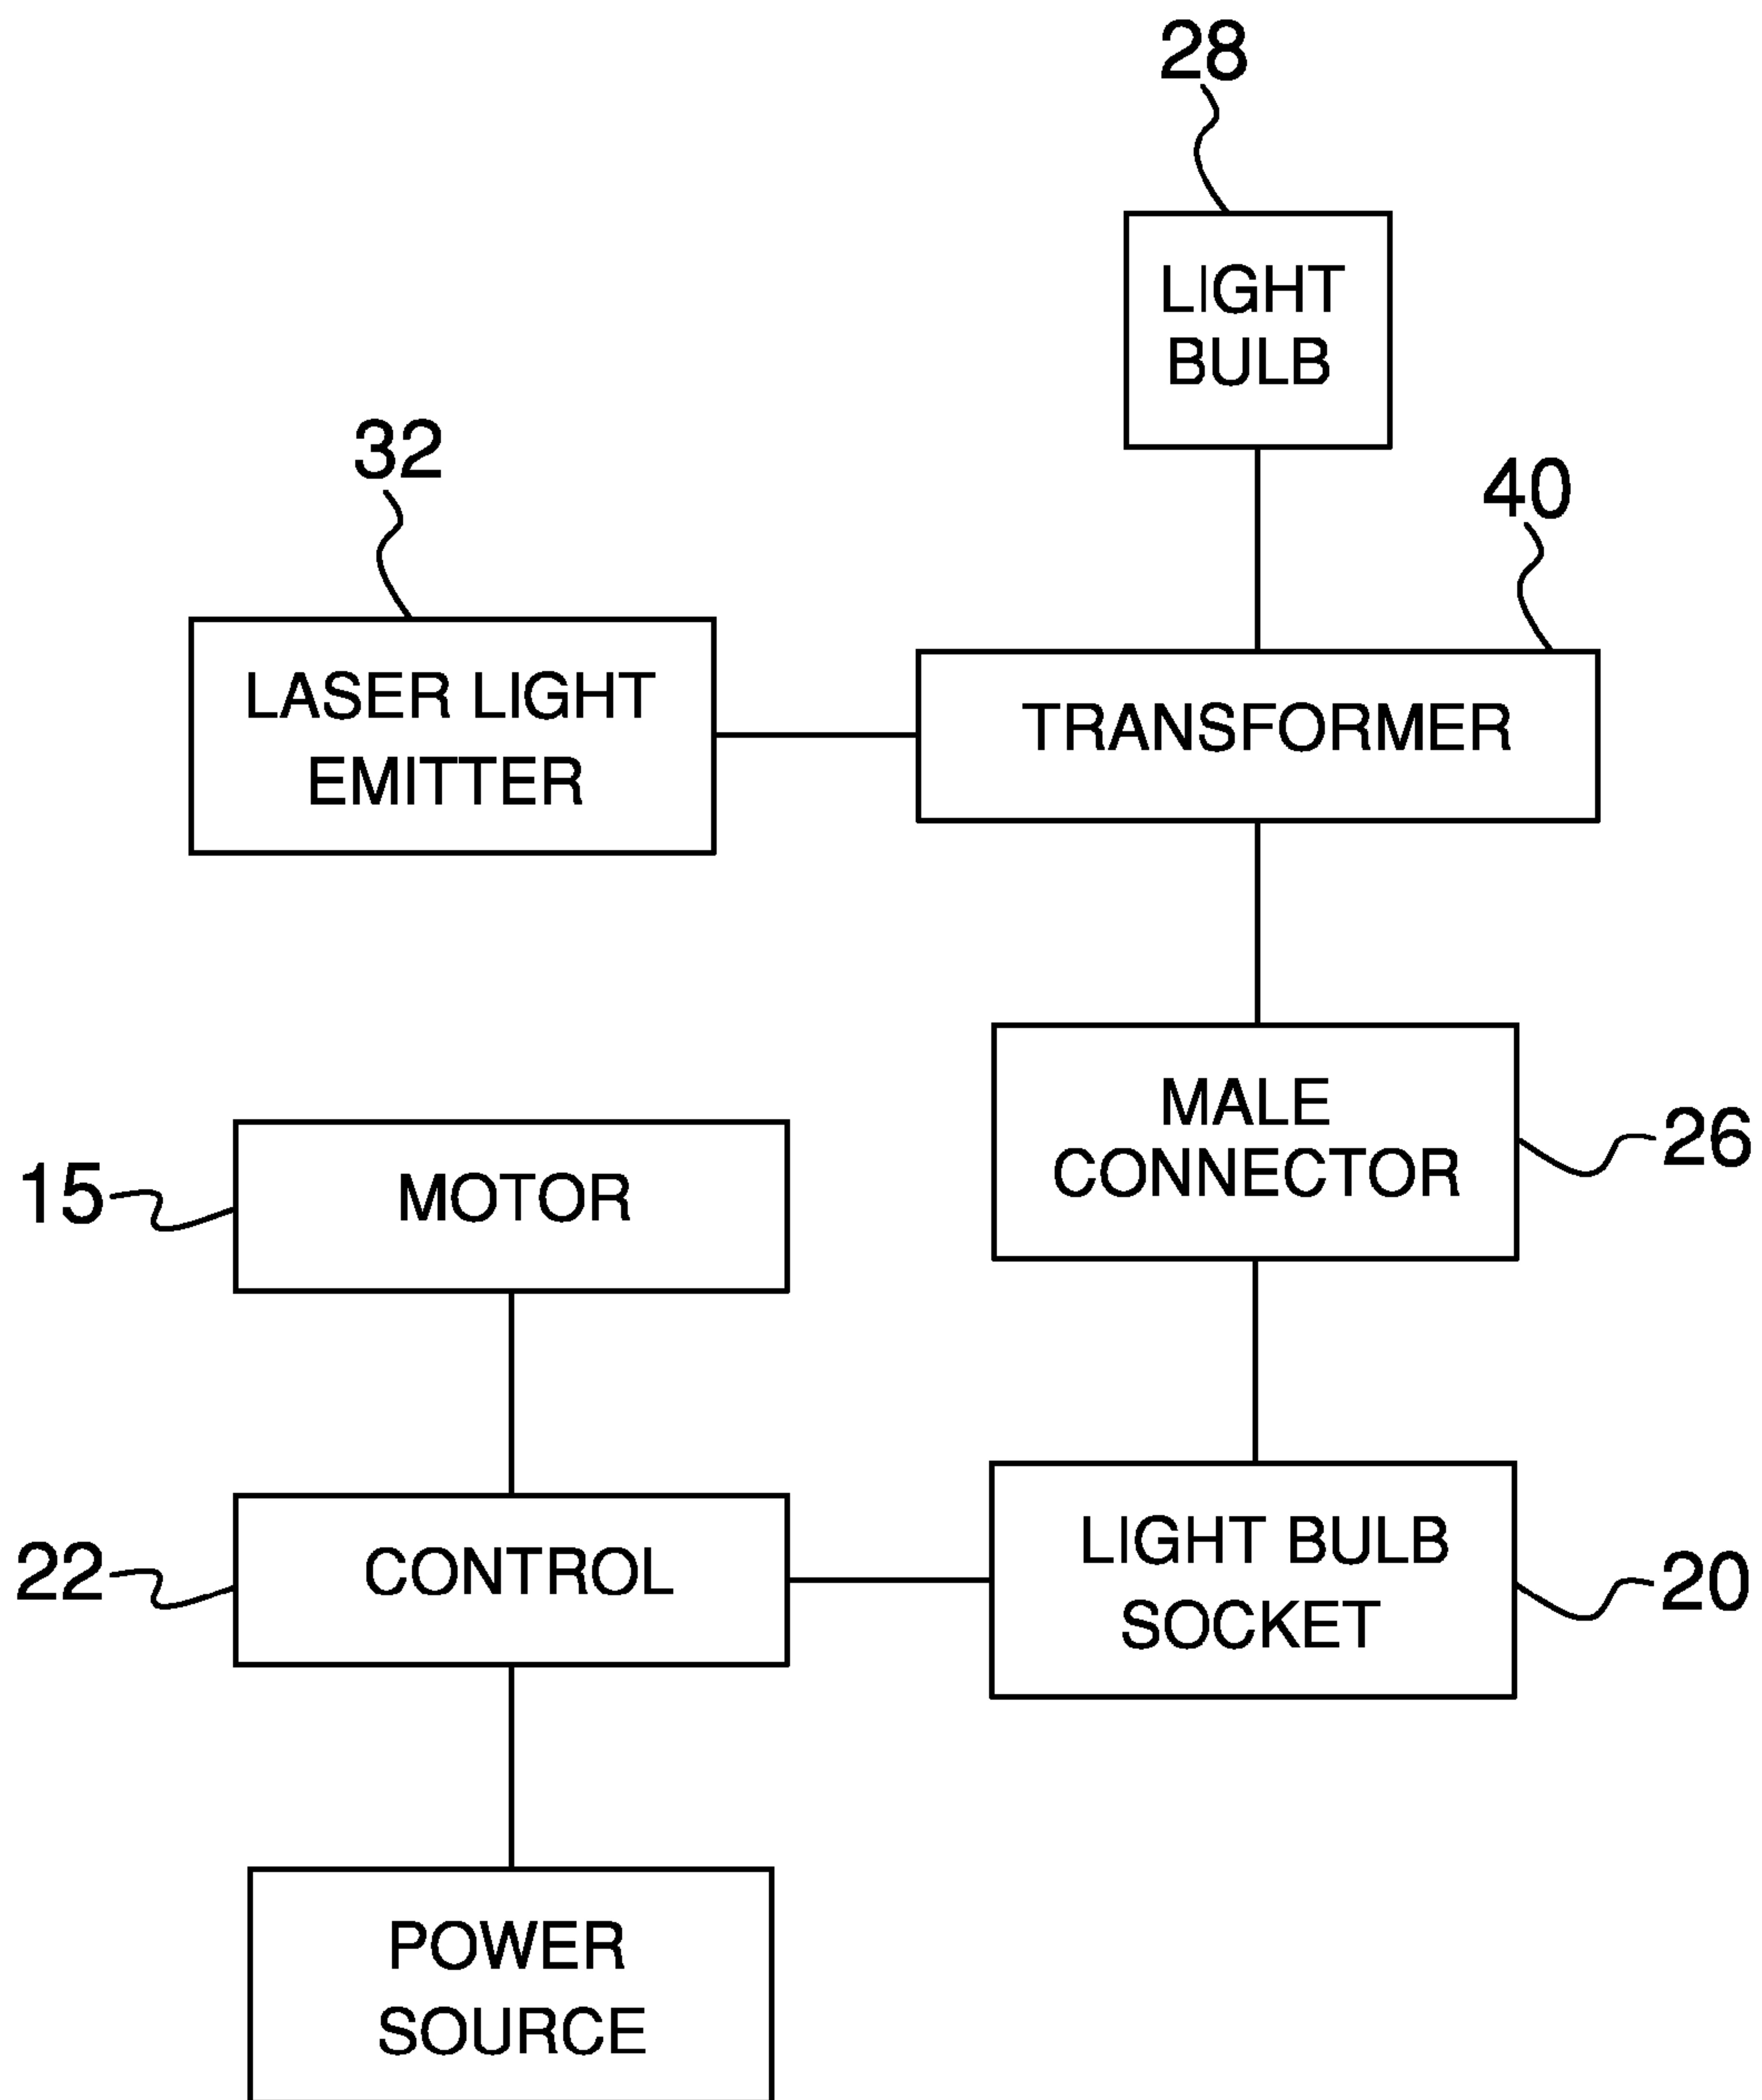 28
LIGHT
BULB
32
40
LASER LIGHT
EMITTER
TRANSFORMER
MALE
CONNECTOR
26
15
MOTOR
22
CONTROL
LIGHT BULB
SOCKET
20
POWER
SOURCE